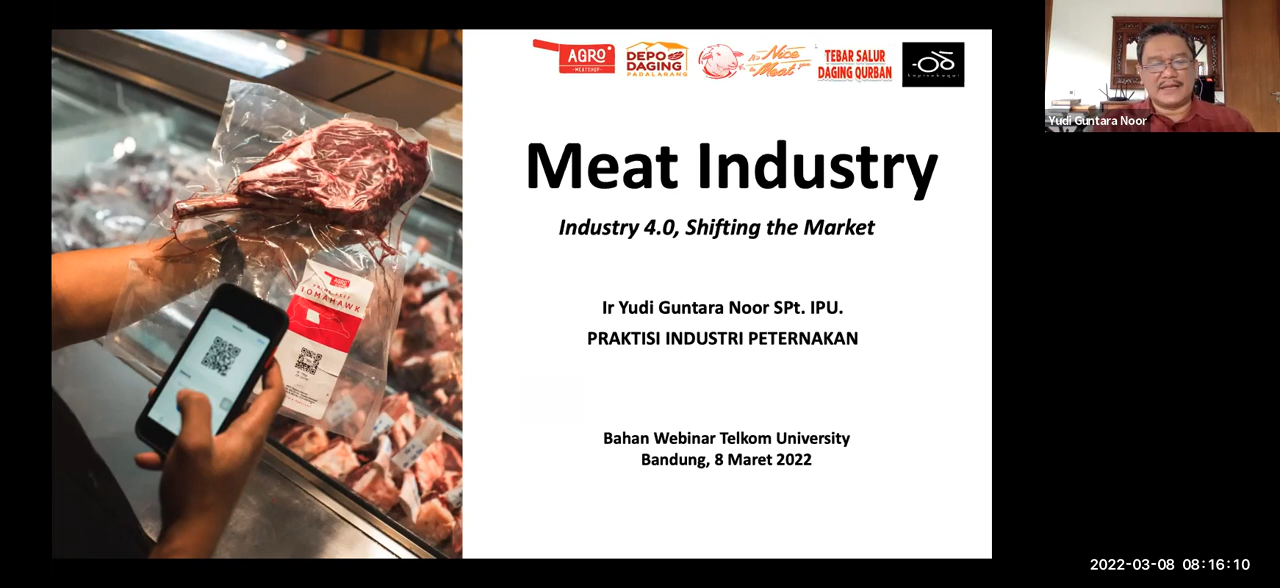 AGRO
MEATSHOP
DEPO
DAGING
PADALARANG
It's Nice
to Meat you
TEBAR SALUR
DAGING QURBAN
Meat Industry
Industry 4.0, Shifting the Market
Ir Yudi Guntara Noor SPt. IPU.
PRAKTISI INDUSTRI PETERNAKAN
Bahan Webinar Telkom University
Bandung, 8 Maret 2022
AGRO
TOMAHAWK
Yudi Guntara Noor
2022-03-08 08:16:10